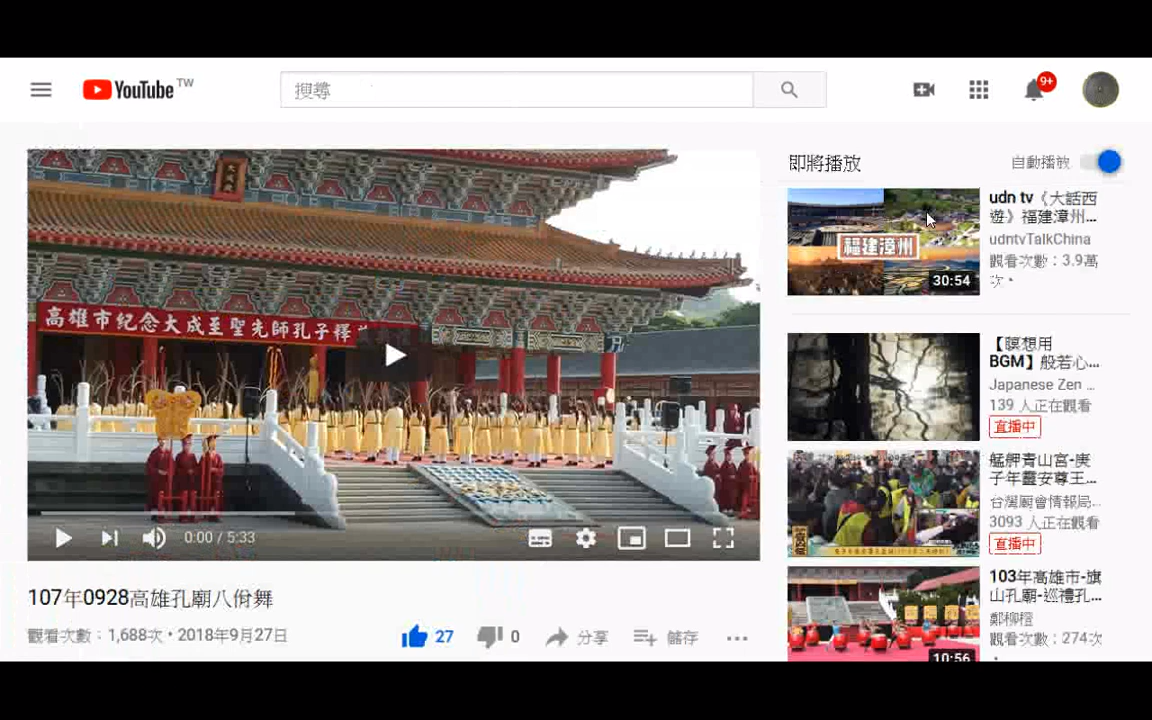 YouTube TW
搜尋
9+
高雄市紀念大成至聖先師孔子釋
0:00 / 5:33
107年0928高雄孔廟八佾舞
觀看次數：1,688次 • 2018年9月27日
27
0
分享
儲存
即將播放
自動播放
福建漳州
30:54
udn tv《大話西
遊》福建漳州...
udntvTalkChina
觀看次數：3.9萬
次 •
【瞑想用
BGM】般若心...
Japanese Zen ...
139 人正在觀看
直播中
艋舺青山宮-庚
子年靈安尊王...
台灣廟會情報局...
3093 人正在觀看
直播中
10:56
103年高雄市-旗
山孔廟-巡禮孔...
鄭柳橙
觀看次數：274次
•